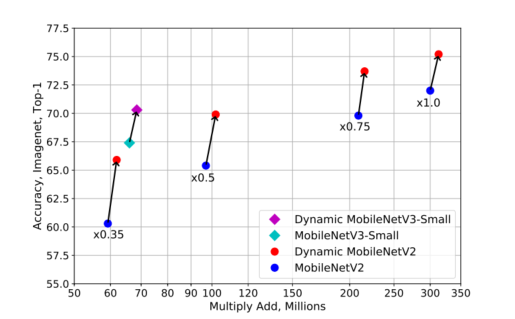 77.5
75.0
72.5
70.0
67.5
65.0
62.5
60.0
57.5
55.0
Accuracy, Imagenet, Top-1
x0.35
x0.5
x0.75
x1.0
Dynamic MobileNetV3-Small
MobileNetV3-Small
Dynamic MobileNetV2
MobileNetV2
50 60 70 80 90 100 120 150 200 250 300 350
Multiply Add, Millions